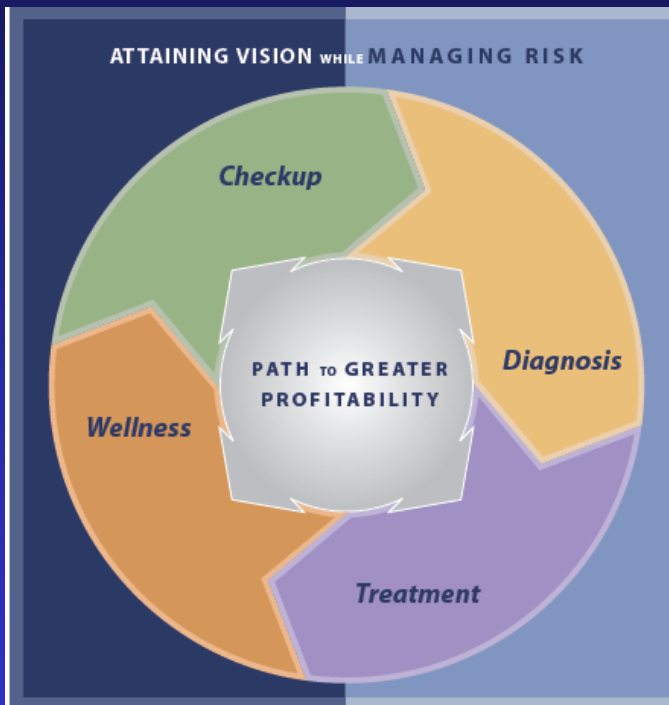 ATTAINING VISION WHILE MANAGING RISK
Checkup
Diagnosis
PATH TO GREATER
PROFITABILITY
Wellness
Treatment